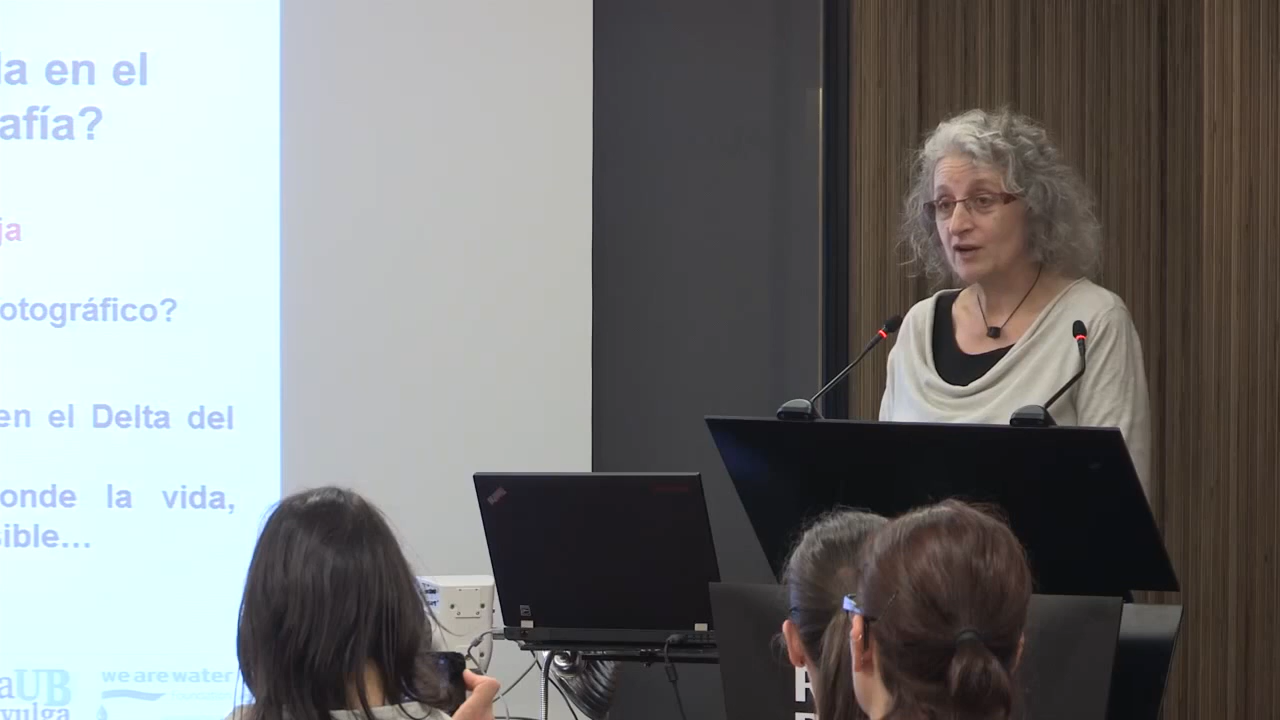 la en el
afía?
ja
otográfico?
en el Delta del
onde la vida,
sible...
aUB
vulga
we are water
foundation